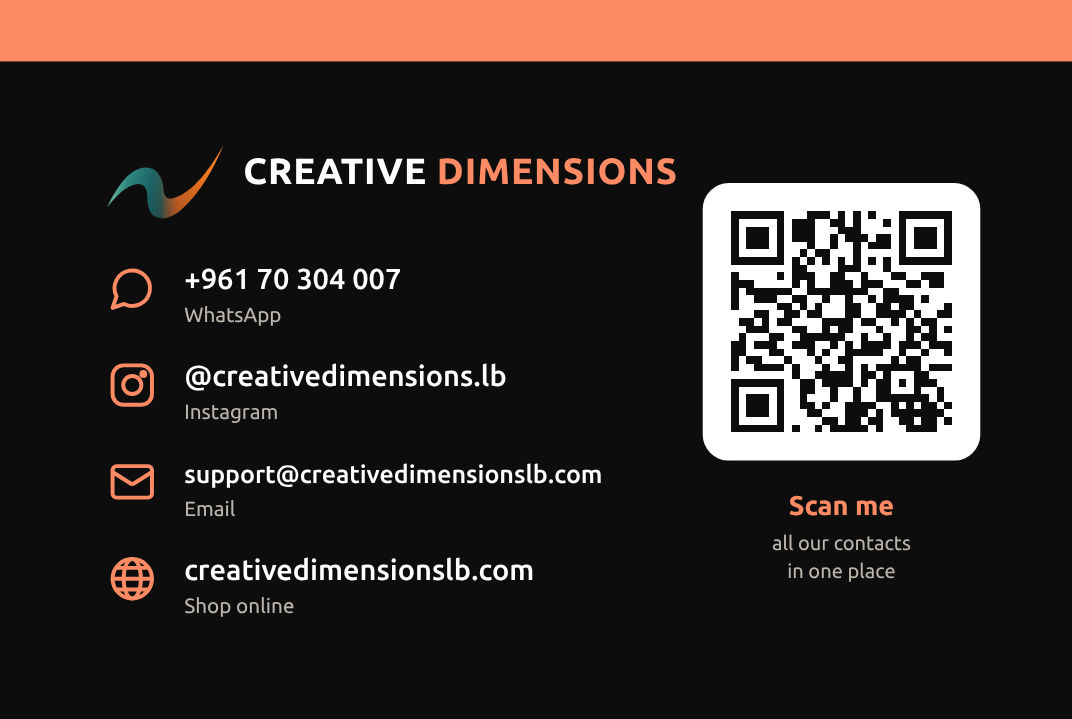 CREATIVE DIMENSIONS
+961 70 304 007
WhatsApp
@creativedimensions.lb
Instagram
support@creativedimensionslb.com
Email
creativedimensionslb.com
Shop online
Scan me
all our contacts
in one place